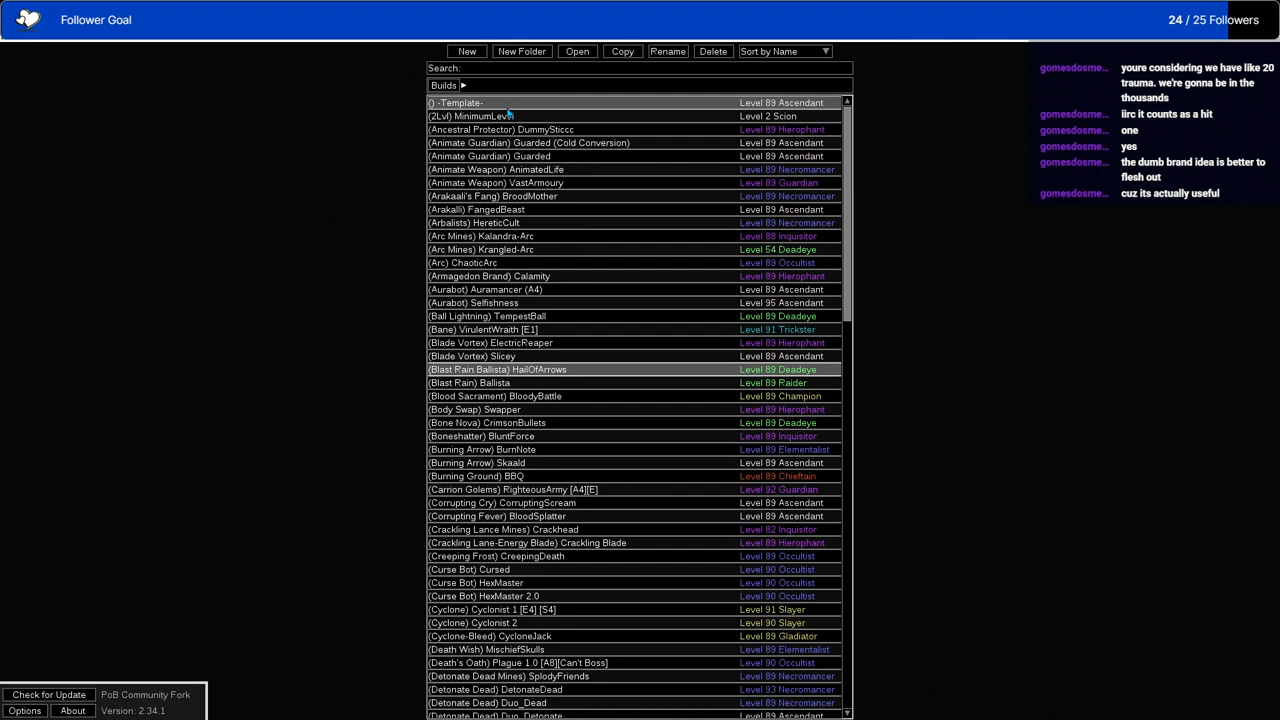 Follower Goal
24 / 25 Followers
New New Folder Open Copy Rename Delete Sort by Name
Search:
Builds
() -Template- Level 89 Ascendant
(2Lvl) MinimumLevel Level 2 Scion
(Ancestral Protector) DummySticcc Level 89 Hierophant
(Animate Guardian) Guarded (Cold Conversion) Level 89 Ascendant
(Animate Guardian) Guarded Level 89 Ascendant
(Animate Weapon) AnimatedLife Level 89 Necromancer
(Animate Weapon) VastArmoury Level 89 Guardian
(Arakaali's Fang) BroodMother Level 89 Necromancer
(Arakalli) FangedBeast Level 89 Ascendant
(Arbalists) HereticCult Level 89 Necromancer
(Arc Mines) Kalandra-Arc Level 88 Inquisitor
(Arc Mines) Krangled-Arc Level 54 Deadeye
(Arc) ChaoticArc Level 89 Occultist
(Armagedon Brand) Calamity Level 89 Hierophant
(Aurabot) Auramancer (A4) Level 89 Ascendant
(Aurabot) Selfishness Level 95 Ascendant
(Ball Lightning) TempestBall Level 89 Deadeye
(Bane) VirulentWraith [E1] Level 91 Trickster
(Blade Vortex) ElectricReaper Level 89 Hierophant
(Blade Vortex) Slicey Level 89 Ascendant
(Blast Rain Ballista) HailOfArrows Level 89 Deadeye
(Blast Rain) Ballista Level 89 Raider
(Blood Sacrament) BloodyBattle Level 89 Champion
(Body Swap) Swapper Level 89 Hierophant
(Bone Nova) CrimsonBullets Level 89 Deadeye
(Boneshatter) BluntForce Level 89 Inquisitor
(Burning Arrow) BurnNote Level 89 Elementalist
(Burning Arrow) Skaald Level 89 Ascendant
(Burning Ground) BBQ Level 89 Chieftain
(Carrion Golems) RighteousArmy [A4][E] Level 92 Guardian
(Corrupting Cry) CorruptingScream Level 89 Ascendant
(Corrupting Fever) BloodSplatter Level 89 Ascendant
(Crackling Lance Mines) Crackhead Level 82 Inquisitor
(Crackling Lane-Energy Blade) Crackling Blade Level 89 Hierophant
(Creeping Frost) CreepingDeath Level 89 Occultist
(Curse Bot) Cursed Level 90 Occultist
(Curse Bot) HexMaster Level 90 Occultist
(Curse Bot) HexMaster 2.0 Level 90 Occultist
(Cyclone) Cyclonist 1 [E4] [S4] Level 91 Slayer
(Cyclone) Cyclonist 2 Level 90 Slayer
(Cyclone-Bleed) CycloneJack Level 89 Gladiator
(Death Wish) MischiefSkulls Level 89 Elementalist
(Death's Oath) Plague 1.0 [A8][Can't Boss] Level 90 Occultist
(Detonate Dead Mines) SplodyFriends Level 89 Necromancer
(Detonate Dead) DetonateDead Level 93 Necromancer
(Detonate Dead) Duo_Dead Level 89 Necromancer
(Detonate Dead) Duo_Detonate Level 89 Ascendant
gomesdosme... youre considering we have like 20
trauma. we're gonna be in the
thousands
gomesdosme... iirc it counts as a hit
gomesdosme... one
gomesdosme... yes
gomesdosme... the dumb brand idea is better to
flesh out
gomesdosme... cuz its actually useful
Check for Update PoB Community Fork
Options About Version: 2.34.1